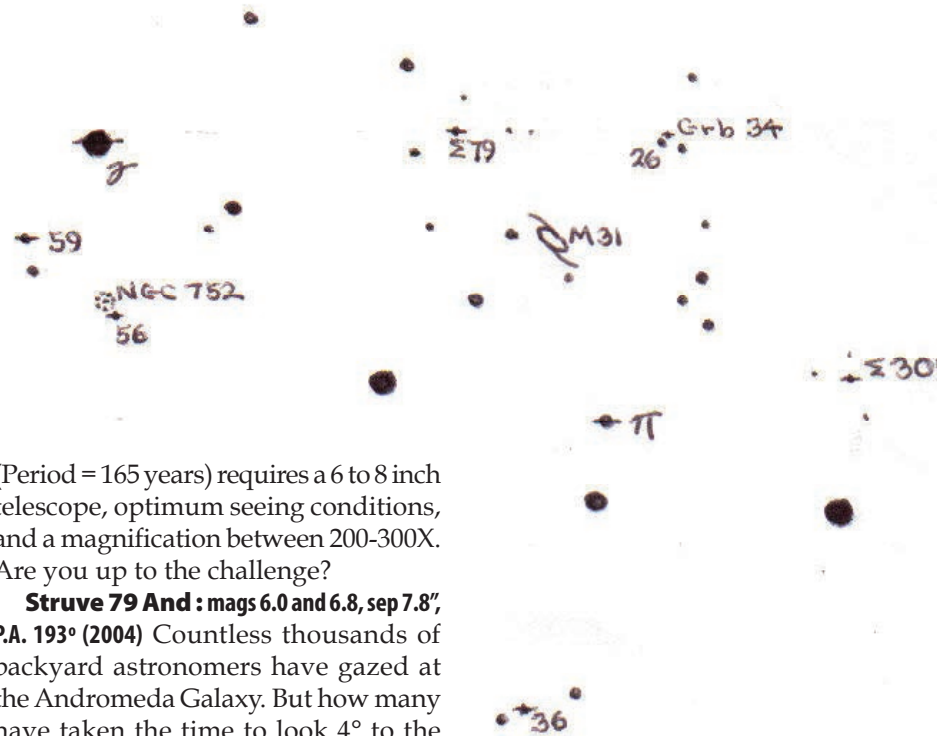 Grb 34
Σ79
26
γ
M31
59
NGC 752
56
π
(Period = 165 years) requires a 6 to 8 inch
telescope, optimum seeing conditions,
and a magnification between 200-300X.
Are you up to the challenge?
Struve 79 And : mags 6.0 and 6.8, sep 7.8",
P.A. 193º (2004) Countless thousands of
backyard astronomers have gazed at
the Andromeda Galaxy. But how many
have taken the time to look 4° to the
36